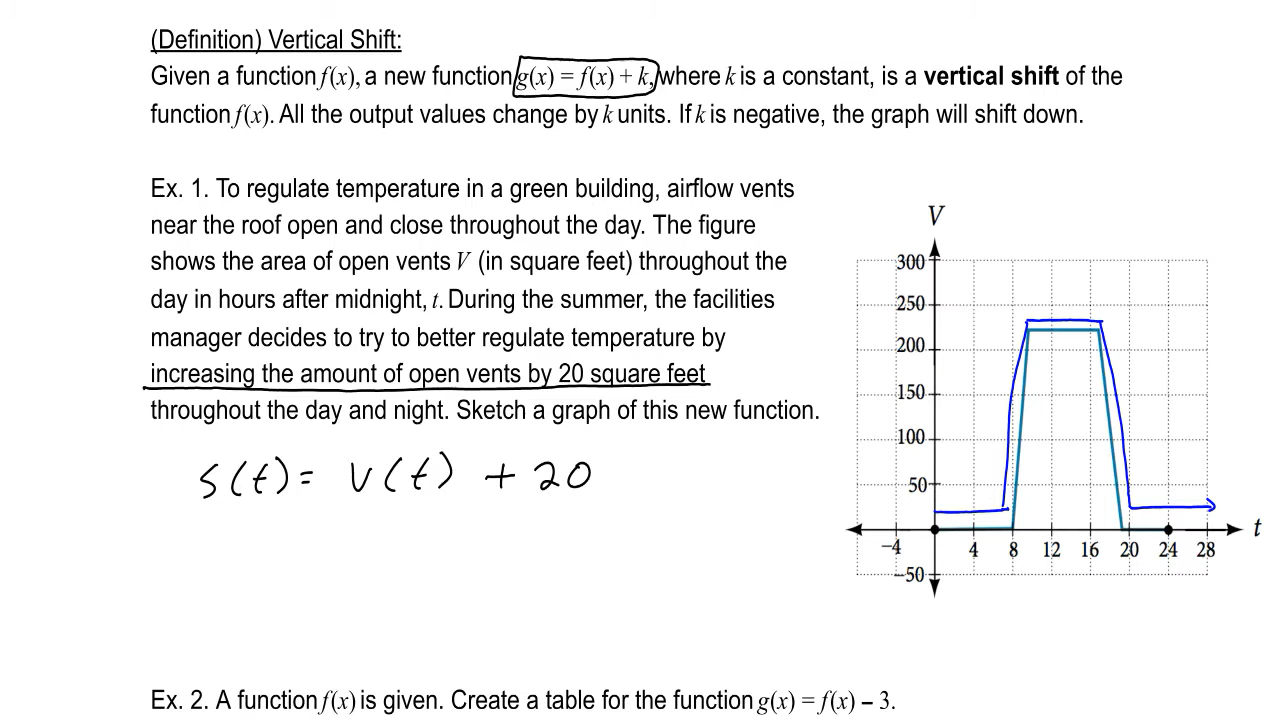 (Definition) Vertical Shift:
Given a function f(x), a new function g(x) = f(x) + k, where k is a constant, is a vertical shift of the
function f(x). All the output values change by k units. If k is negative, the graph will shift down.
Ex. 1. To regulate temperature in a green building, airflow vents
near the roof open and close throughout the day. The figure
shows the area of open vents V (in square feet) throughout the
day in hours after midnight, t. During the summer, the facilities
manager decides to try to better regulate temperature by
increasing the amount of open vents by 20 square feet
throughout the day and night. Sketch a graph of this new function.
S(t) = V(t) + 20
V
300
250
200
150
100
50
-4 4 8 12 16 20 24 28 t
-50
Ex. 2. A function f(x) is given. Create a table for the function g(x) = f(x) – 3.